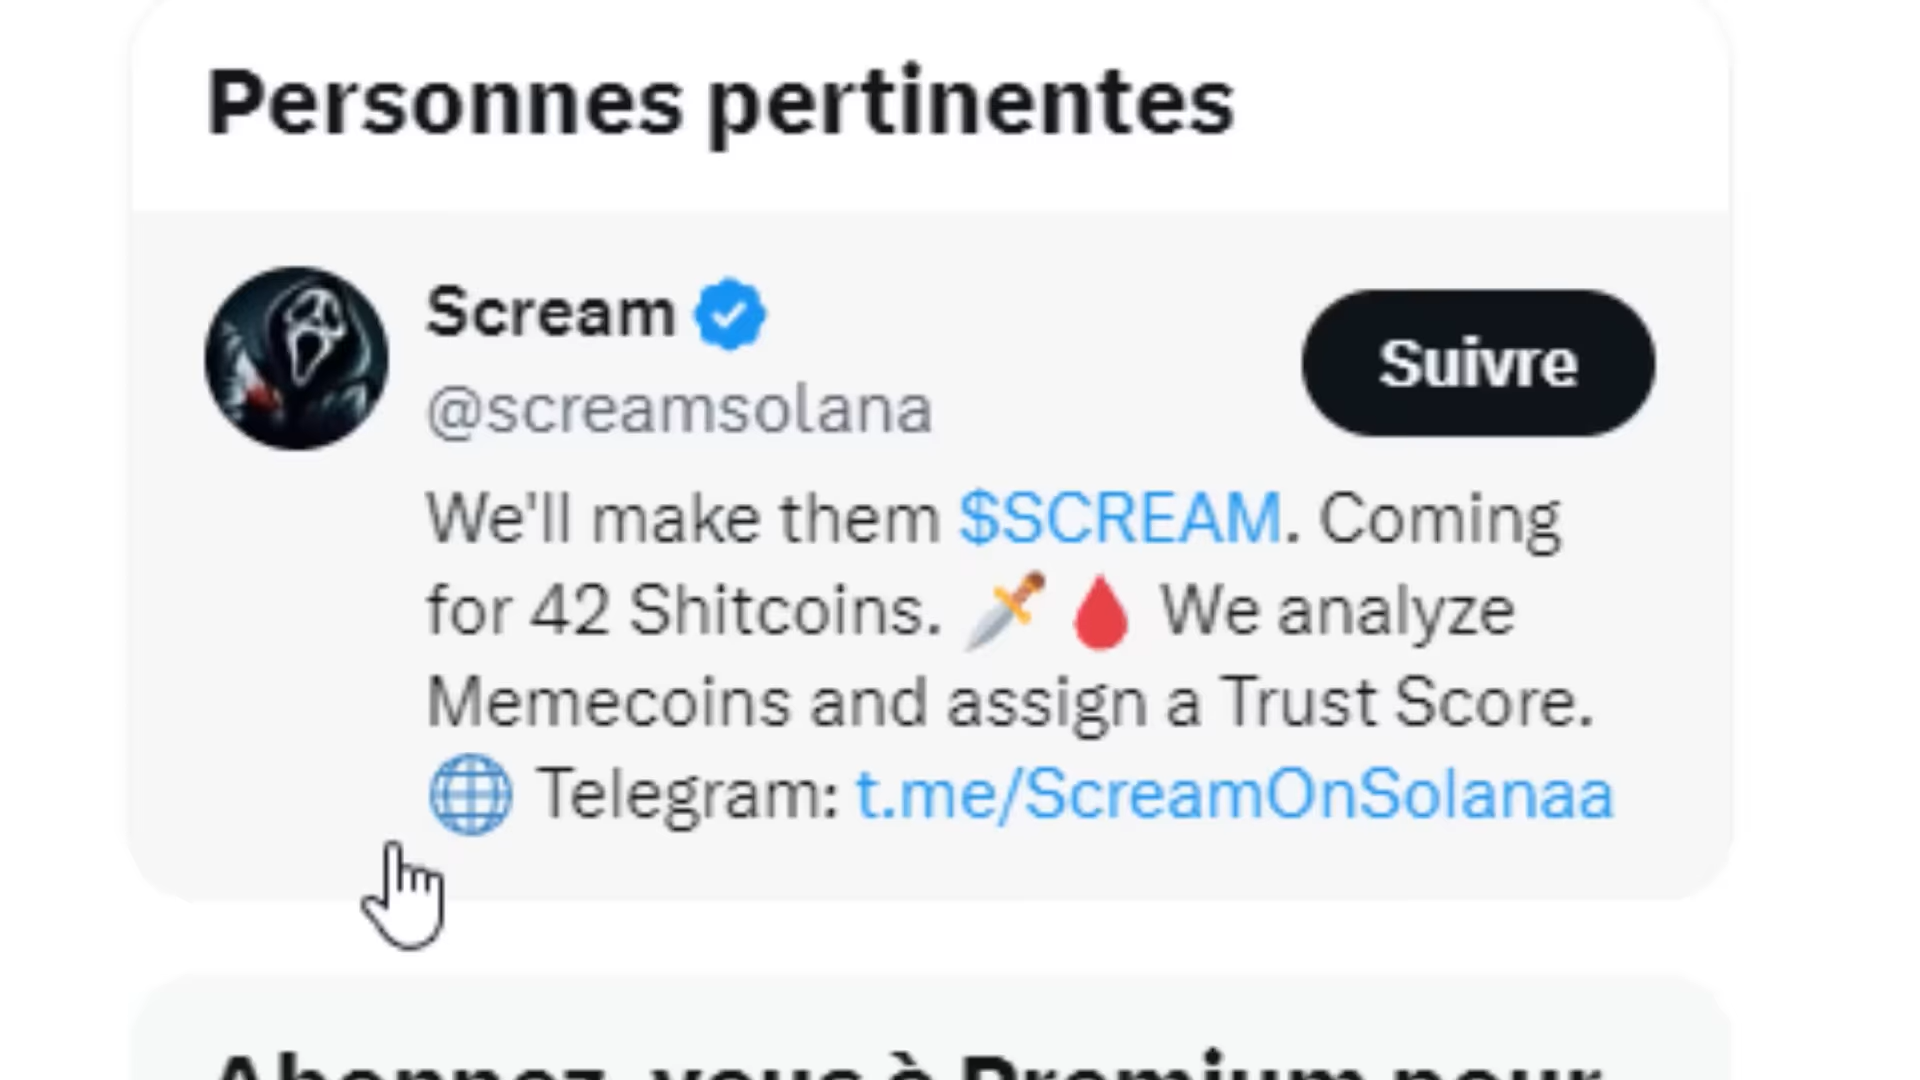 Personnes pertinentes
Scream
@screamsolana
Suivre
We'll make them $SCREAM. Coming
for 42 Shitcoins. 🗡️🩸 We analyze
Memecoins and assign a Trust Score.
🌐 Telegram: t.me/ScreamOnSolanaa
Abonnez-vous à Premium pour